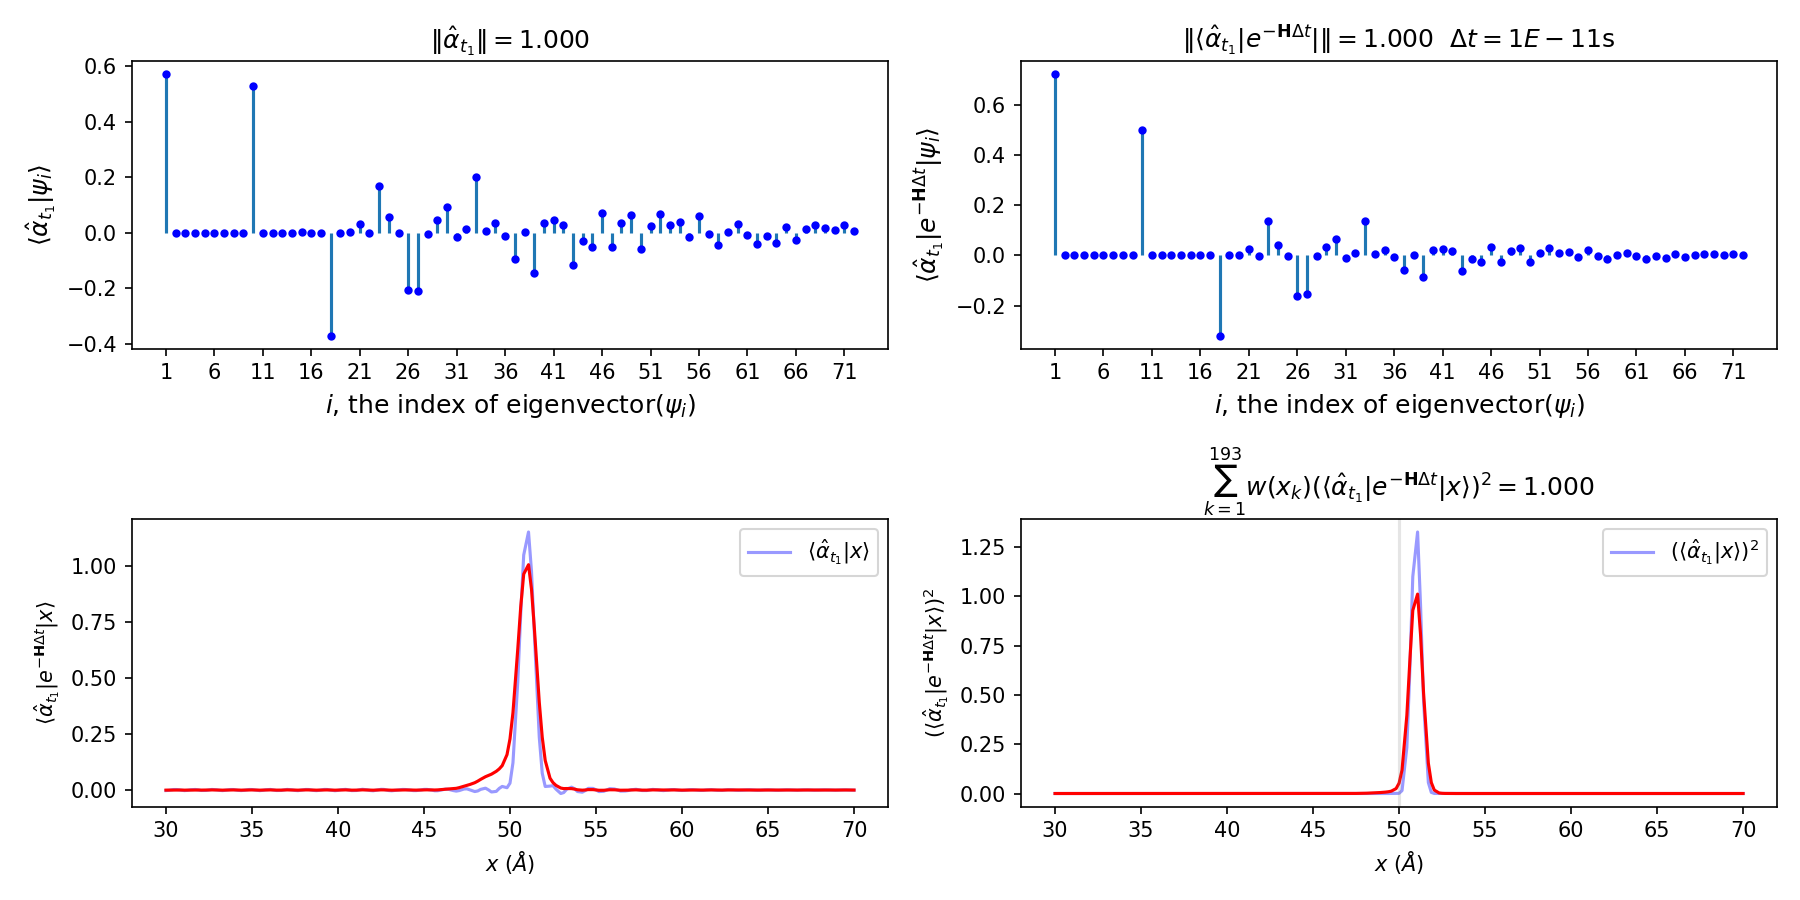 ‖α̂ₜ₁‖ = 1.000
0.6
0.4
0.2
0.0
−0.2
−0.4
⟨α̂ₜ₁|ψᵢ⟩
1 6 11 16 21 26 31 36 41 46 51 56 61 66 71
i, the index of eigenvector(ψᵢ)
‖⟨α̂ₜ₁|e^{−HΔt}|‖ = 1.000 Δt = 1E − 11s
0.6
0.4
0.2
0.0
−0.2
⟨α̂ₜ₁|e^{−HΔt}|ψᵢ⟩
1 6 11 16 21 26 31 36 41 46 51 56 61 66 71
i, the index of eigenvector(ψᵢ)
⟨α̂ₜ₁|x⟩
1.00
0.75
0.50
0.25
0.00
⟨α̂ₜ₁|e^{−HΔt}|x⟩
30 35 40 45 50 55 60 65 70
x (Å)
∑_{k=1}^{193} w(xₖ)(⟨α̂ₜ₁|e^{−HΔt}|x⟩)² = 1.000
(⟨α̂ₜ₁|x⟩)²
1.25
1.00
0.75
0.50
0.25
0.00
(⟨α̂ₜ₁|e^{−HΔt}|x⟩)²
30 35 40 45 50 55 60 65 70
x (Å)